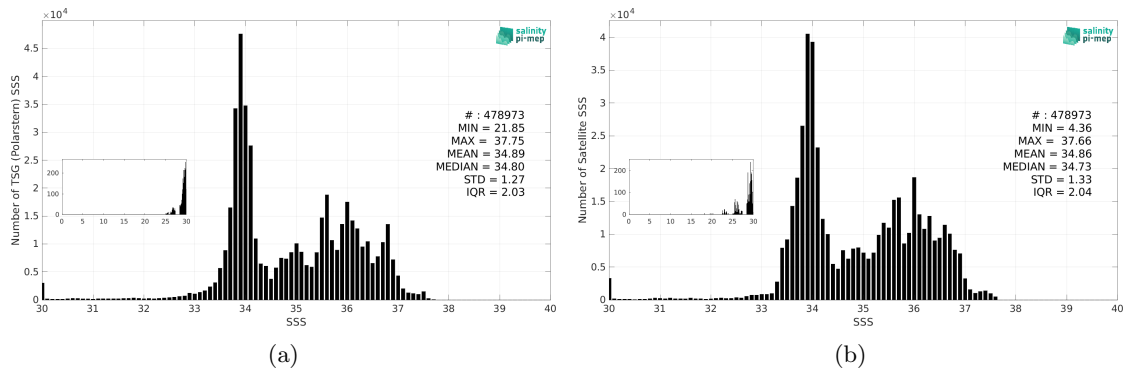 ×10⁴
salinity
pi-mep
Number of TSG (Polarstern) SSS
4.5
4
3.5
3
2.5
2
1.5
1
0.5
0
# : 478973
MIN = 21.85
MAX = 37.75
MEAN = 34.89
MEDIAN = 34.80
STD = 1.27
IQR = 2.03
200
100
0
0 5 10 15 20 25 30
30 31 32 33 34 35 36 37 38 39 40
SSS
(a)
×10⁴
salinity
pi-mep
Number of Satellite SSS
4
3.5
3
2.5
2
1.5
1
0.5
0
# : 478973
MIN = 4.36
MAX = 37.66
MEAN = 34.86
MEDIAN = 34.73
STD = 1.33
IQR = 2.04
200
100
0
0 5 10 15 20 25 30
30 31 32 33 34 35 36 37 38 39 40
SSS
(b)